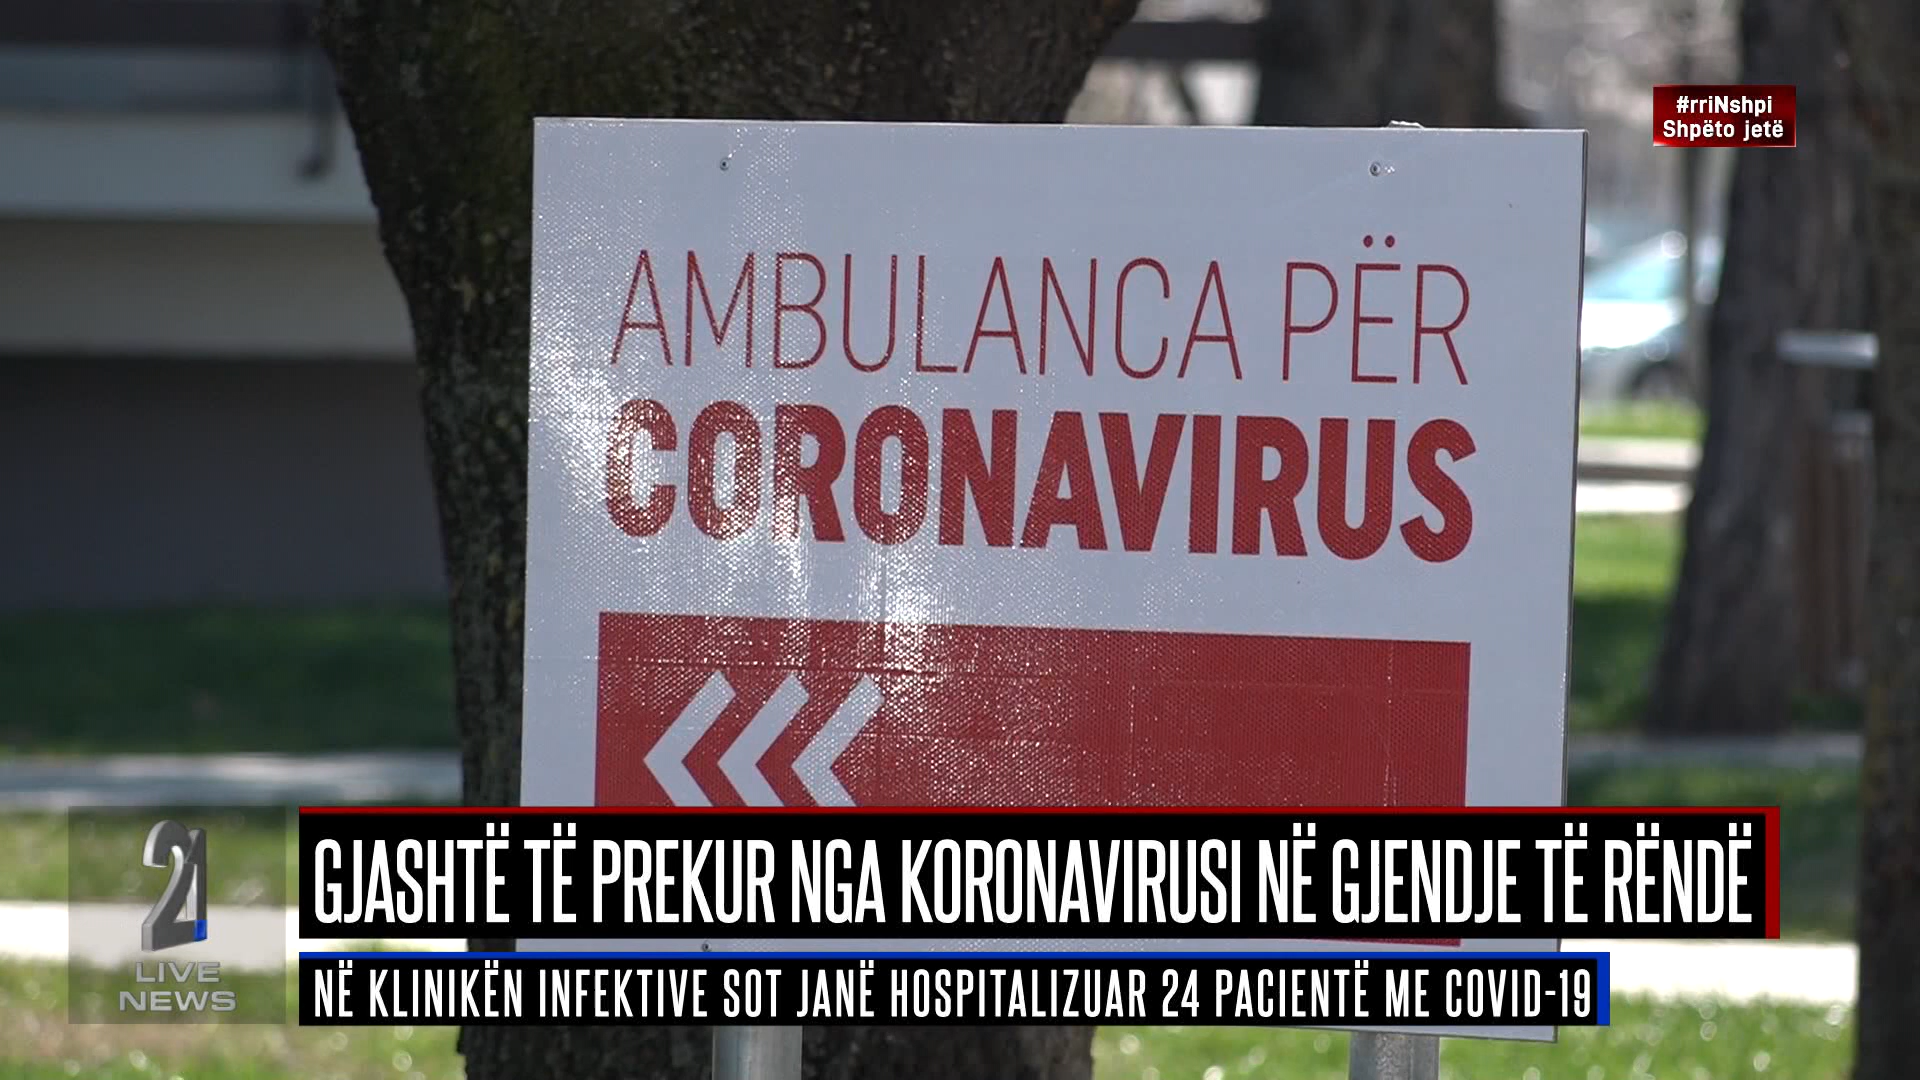 #rriNshpi
Shpëto jetë
AMBULANCA PËR
CORONAVIRUS
21
LIVE
NEWS
GJASHTË TË PREKUR NGA KORONAVIRUSI NË GJENDJE TË RËNDË
NË KLINIKËN INFEKTIVE SOT JANË HOSPITALIZUAR 24 PACIENTË ME COVID-19